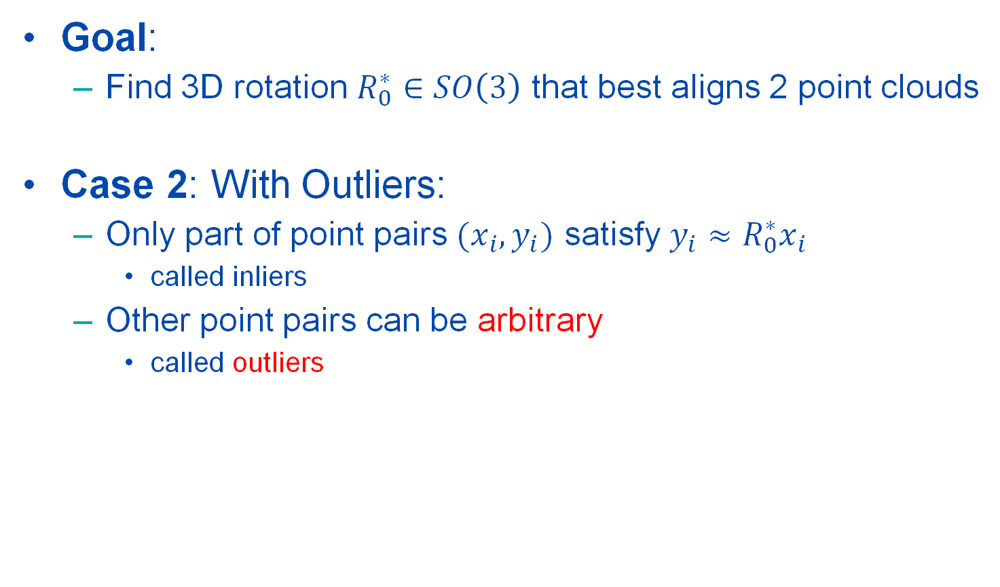 • Goal:
– Find 3D rotation $R_0^* \in SO(3)$ that best aligns 2 point clouds
• Case 2: With Outliers:
– Only part of point pairs $(x_i, y_i)$ satisfy $y_i \approx R_0^* x_i$
• called inliers
– Other point pairs can be arbitrary
• called outliers